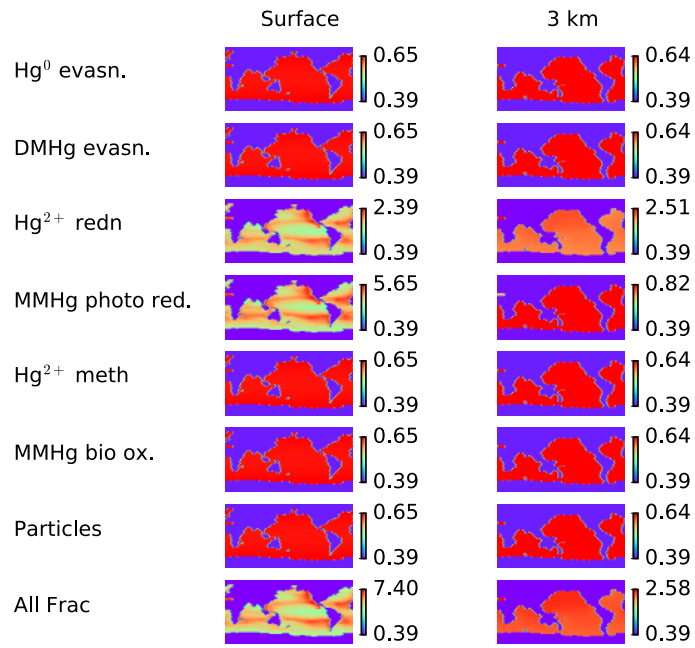 Surface 3 km
Hg⁰ evasn. 0.65 0.39 0.64 0.39
DMHg evasn. 0.65 0.39 0.64 0.39
Hg²⁺ redn 2.39 0.39 2.51 0.39
MMHg photo red. 5.65 0.39 0.82 0.39
Hg²⁺ meth 0.65 0.39 0.64 0.39
MMHg bio ox. 0.65 0.39 0.64 0.39
Particles 0.65 0.39 0.64 0.39
All Frac 7.40 0.39 2.58 0.39